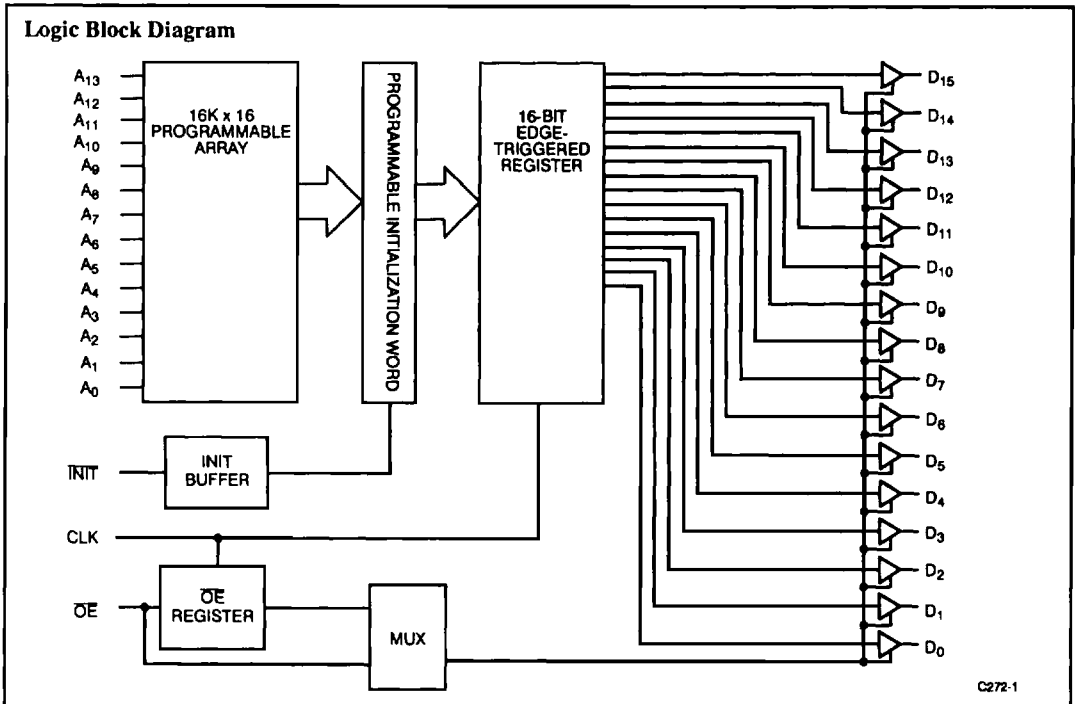 Logic Block Diagram
A13
A12
A11
A10
A9
A8
A7
A6
A5
A4
A3
A2
A1
A0
16K x 16
PROGRAMMABLE
ARRAY
PROGRAMMABLE INITIALIZATION WORD
16-BIT
EDGE-
TRIGGERED
REGISTER
D15
D14
D13
D12
D11
D10
D9
D8
D7
D6
D5
D4
D3
D2
D1
D0
INIT
INIT
BUFFER
CLK
OE
OE
REGISTER
MUX
C272-1